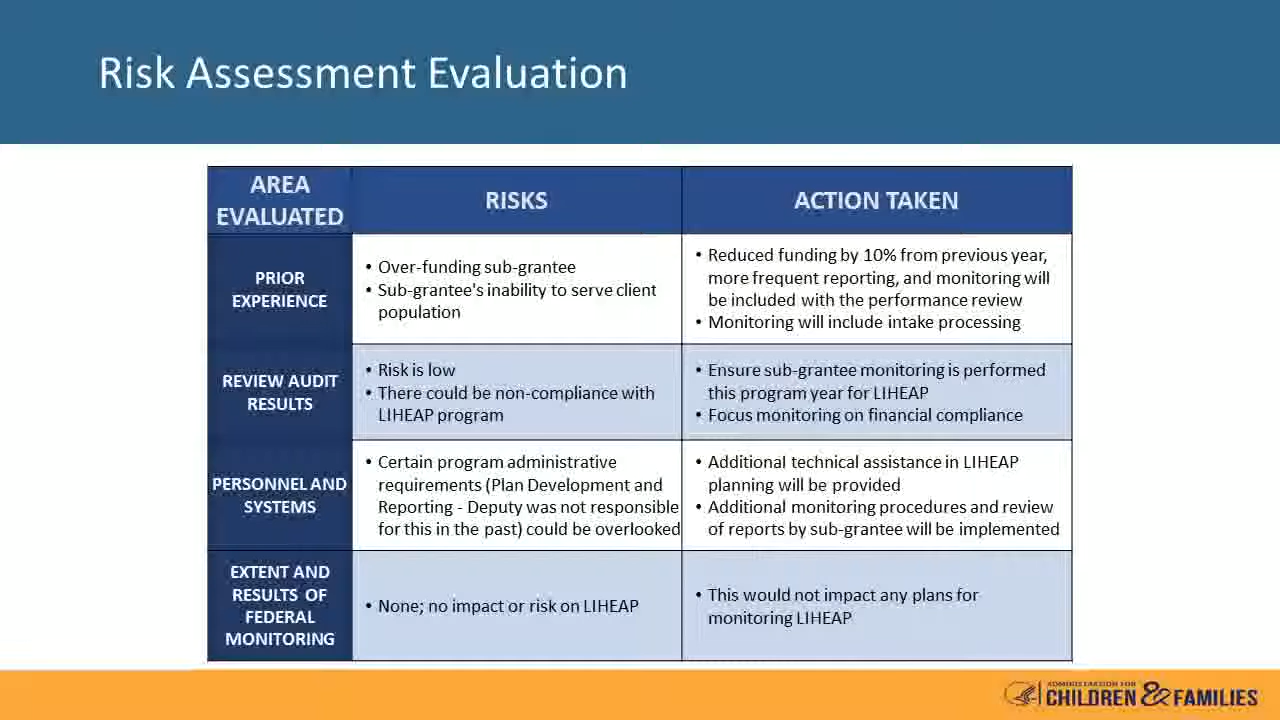 Risk Assessment Evaluation
AREA
EVALUATED
RISKS
ACTION TAKEN
PRIOR
EXPERIENCE
• Over-funding sub-grantee
• Sub-grantee's inability to serve client
population
• Reduced funding by 10% from previous year,
more frequent reporting, and monitoring will
be included with the performance review
• Monitoring will include intake processing
REVIEW AUDIT
RESULTS
• Risk is low
• There could be non-compliance with
LIHEAP program
• Ensure sub-grantee monitoring is performed
this program year for LIHEAP
• Focus monitoring on financial compliance
PERSONNEL AND
SYSTEMS
• Certain program administrative
requirements (Plan Development and
Reporting - Deputy was not responsible
for this in the past) could be overlooked
• Additional technical assistance in LIHEAP
planning will be provided
• Additional monitoring procedures and review
of reports by sub-grantee will be implemented
EXTENT AND
RESULTS OF
FEDERAL
MONITORING
• None; no impact or risk on LIHEAP
• This would not impact any plans for
monitoring LIHEAP
ADMINISTRATION FOR
CHILDREN & FAMILIES